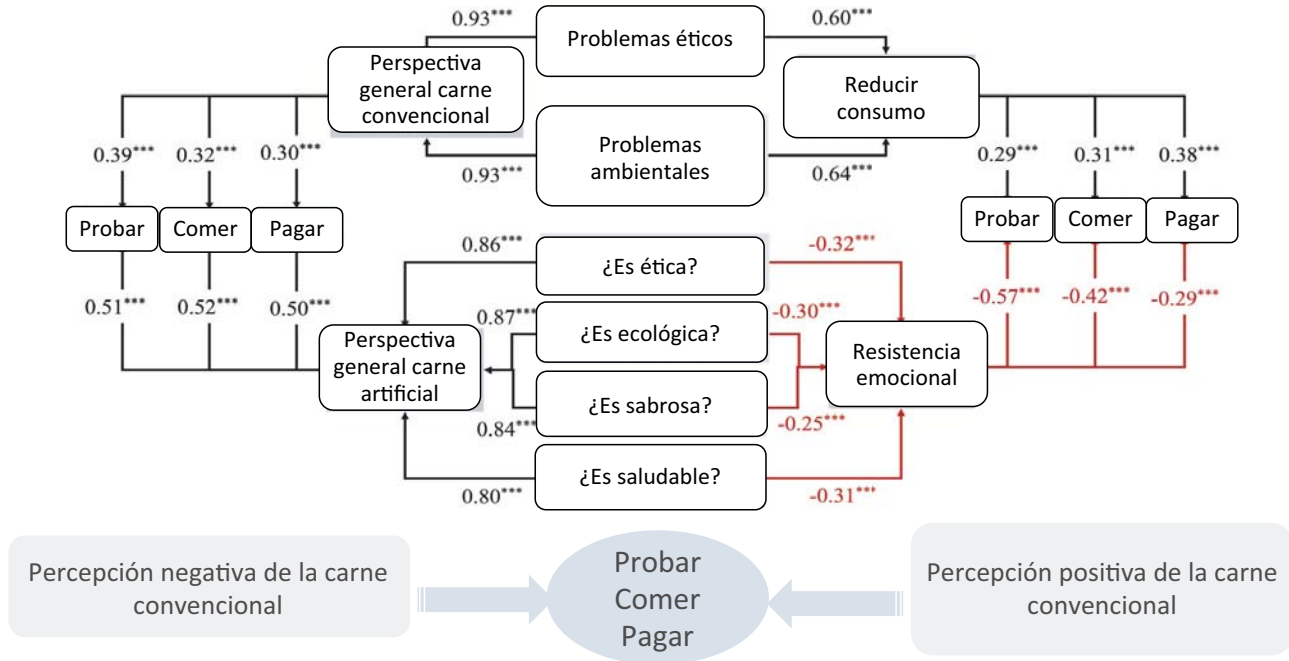 0.93***
Problemas éticos
0.60***
Perspectiva
general carne
convencional
Reducir
consumo
Problemas
ambientales
0.93***
0.64***
0.39***
0.32***
0.30***
0.29***
0.31***
0.38***
Probar
Comer
Pagar
Probar
Comer
Pagar
0.86***
¿Es ética?
-0.32***
0.51***
0.52***
0.50***
-0.57***
-0.42***
-0.29***
0.87***
¿Es ecológica?
-0.30***
Perspectiva
general carne
artificial
Resistencia
emocional
¿Es sabrosa?
0.84***
-0.25***
¿Es saludable?
0.80***
-0.31***
Percepción negativa de la carne
convencional
Probar
Comer
Pagar
Percepción positiva de la carne
convencional